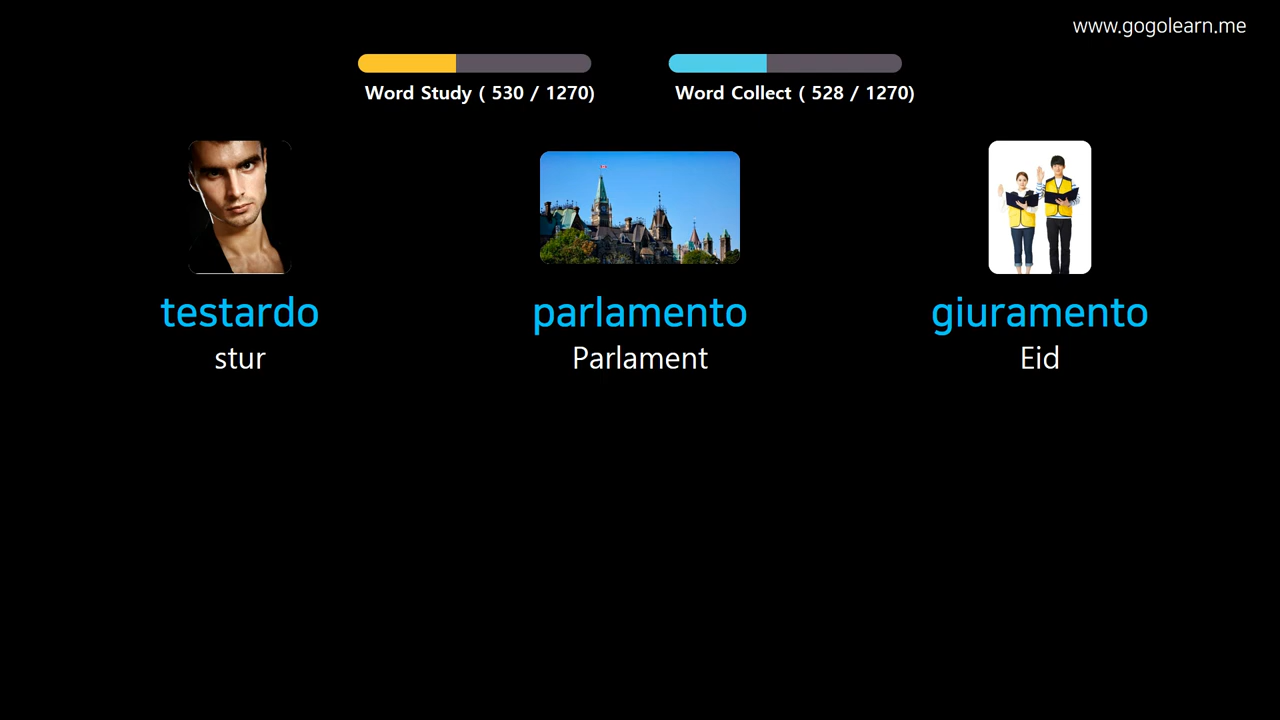 www.gogolearn.me
Word Study ( 530 / 1270)
Word Collect ( 528 / 1270)
testardo
stur
parlamento
Parlament
giuramento
Eid